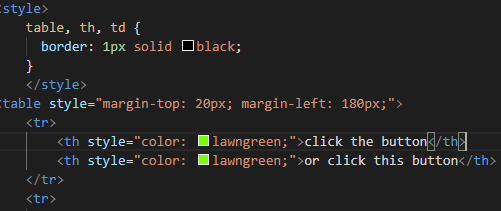 <style>
table, th, td {
border: 1px solid black;
}
</style>
<table style="margin-top: 20px; margin-left: 180px;">
<tr>
<th style="color: lawngreen;">click the button</th>
<th style="color: lawngreen;">or click this button</th>
</tr>
<tr>